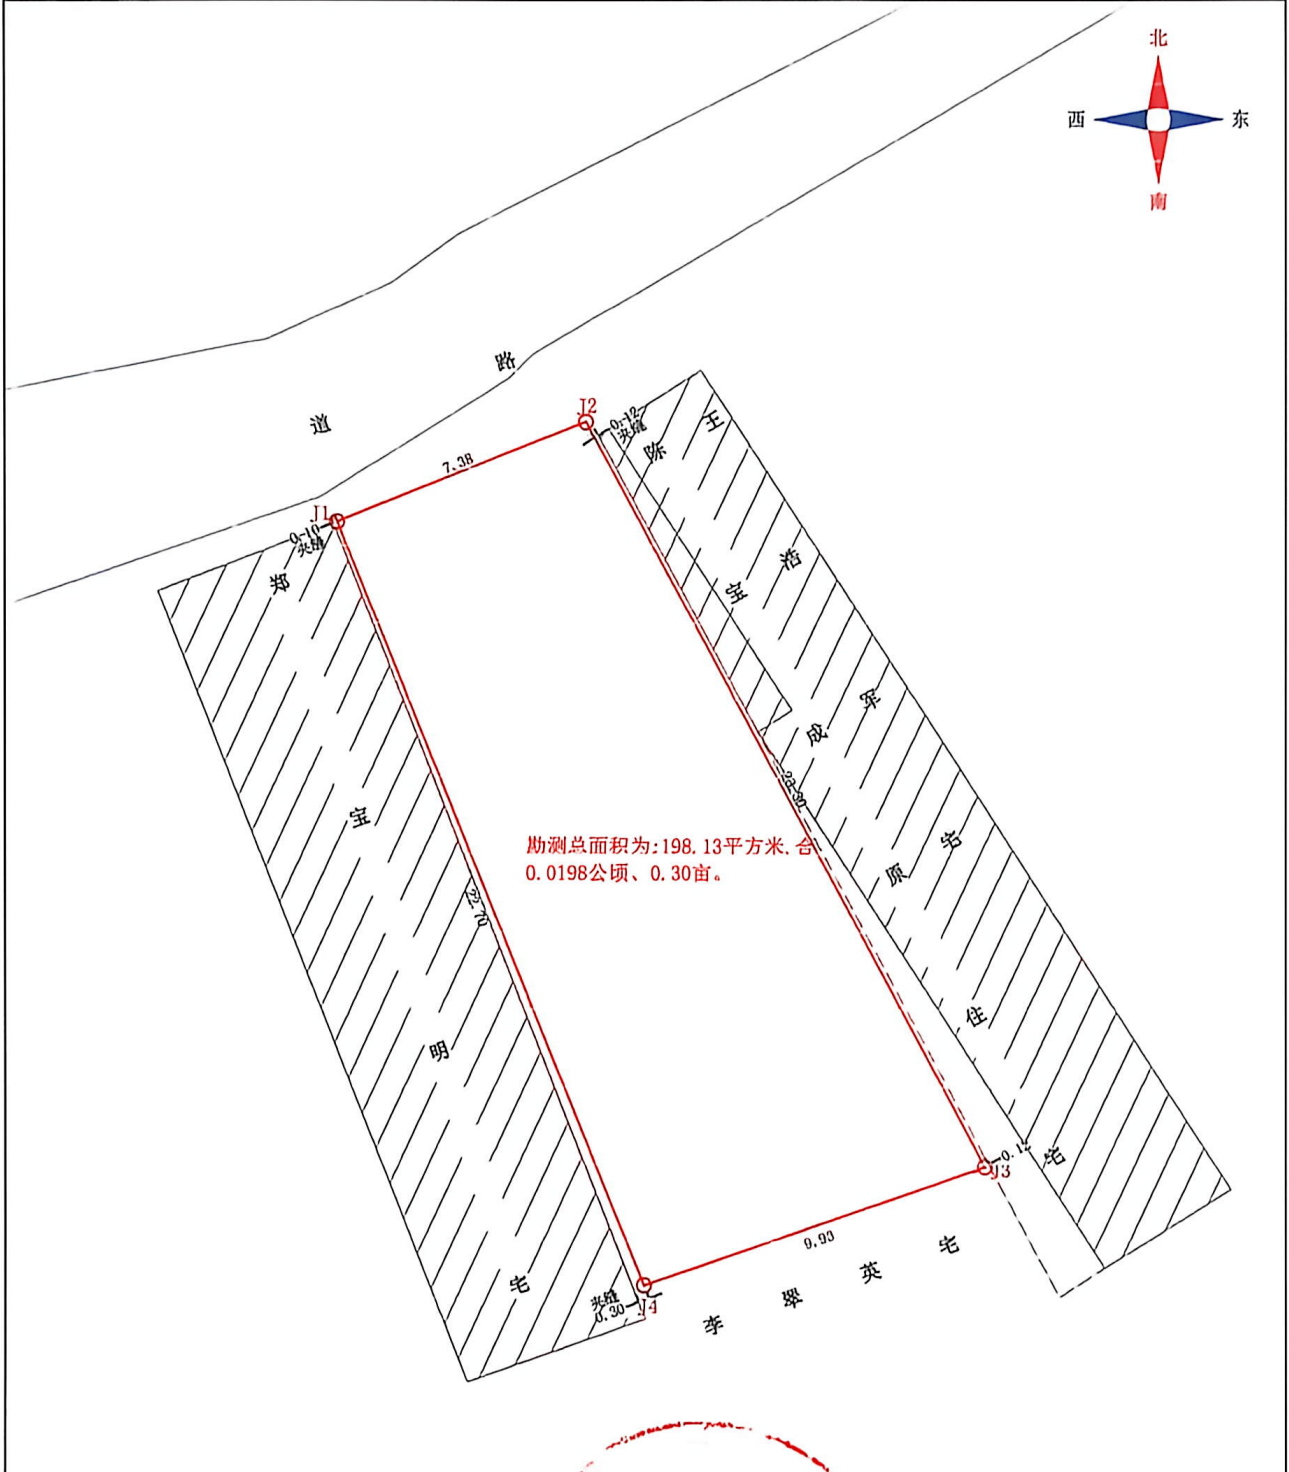 北
西
东
南
道 路
J1
J2
7.38
0.12
夹缝
0.10
夹缝
郑宝明宅
王浩军宅
陈宝成原住宅
23.30
22.70
勘测总面积为:198.13平方米,合
0.0198公顷、0.30亩。
0.12
J3
9.93
夹缝
0.30
J4
李翠英宅